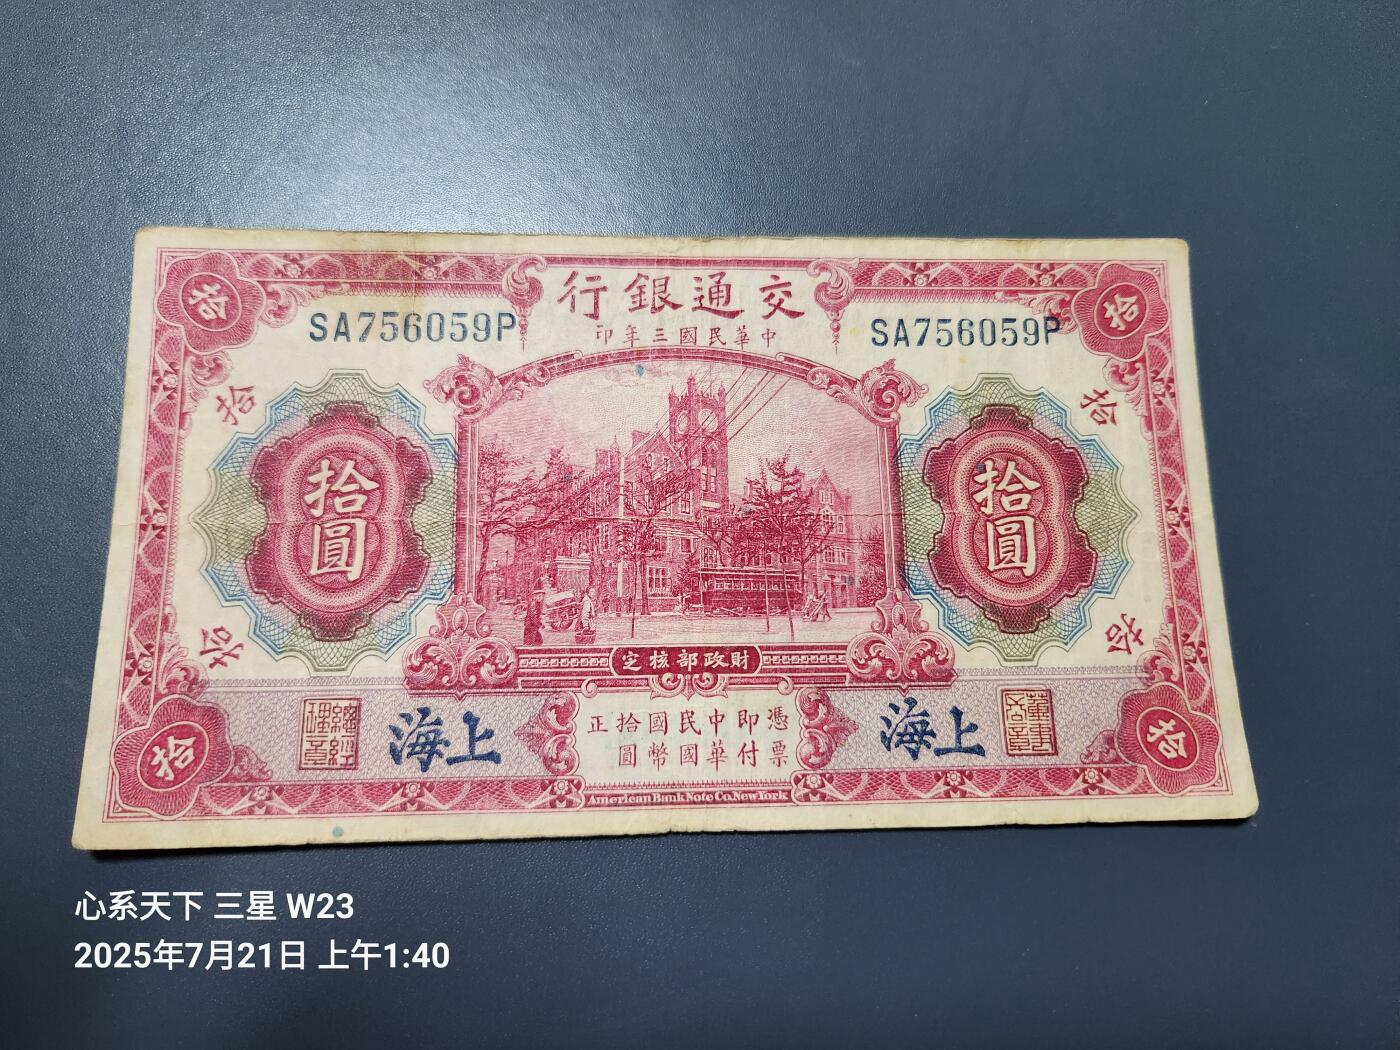 行銀通交
印年三國民華中
SA756059P
SA756059P
拾
拾
拾
拾
拾圓
拾圓
拾
拾
定核部政財
上海
上海
憑票即付中華民國國幣拾圓正
拾
拾
American Bank Note Co. New York.
心系天下 三星 W23
2025年7月21日 上午1:40